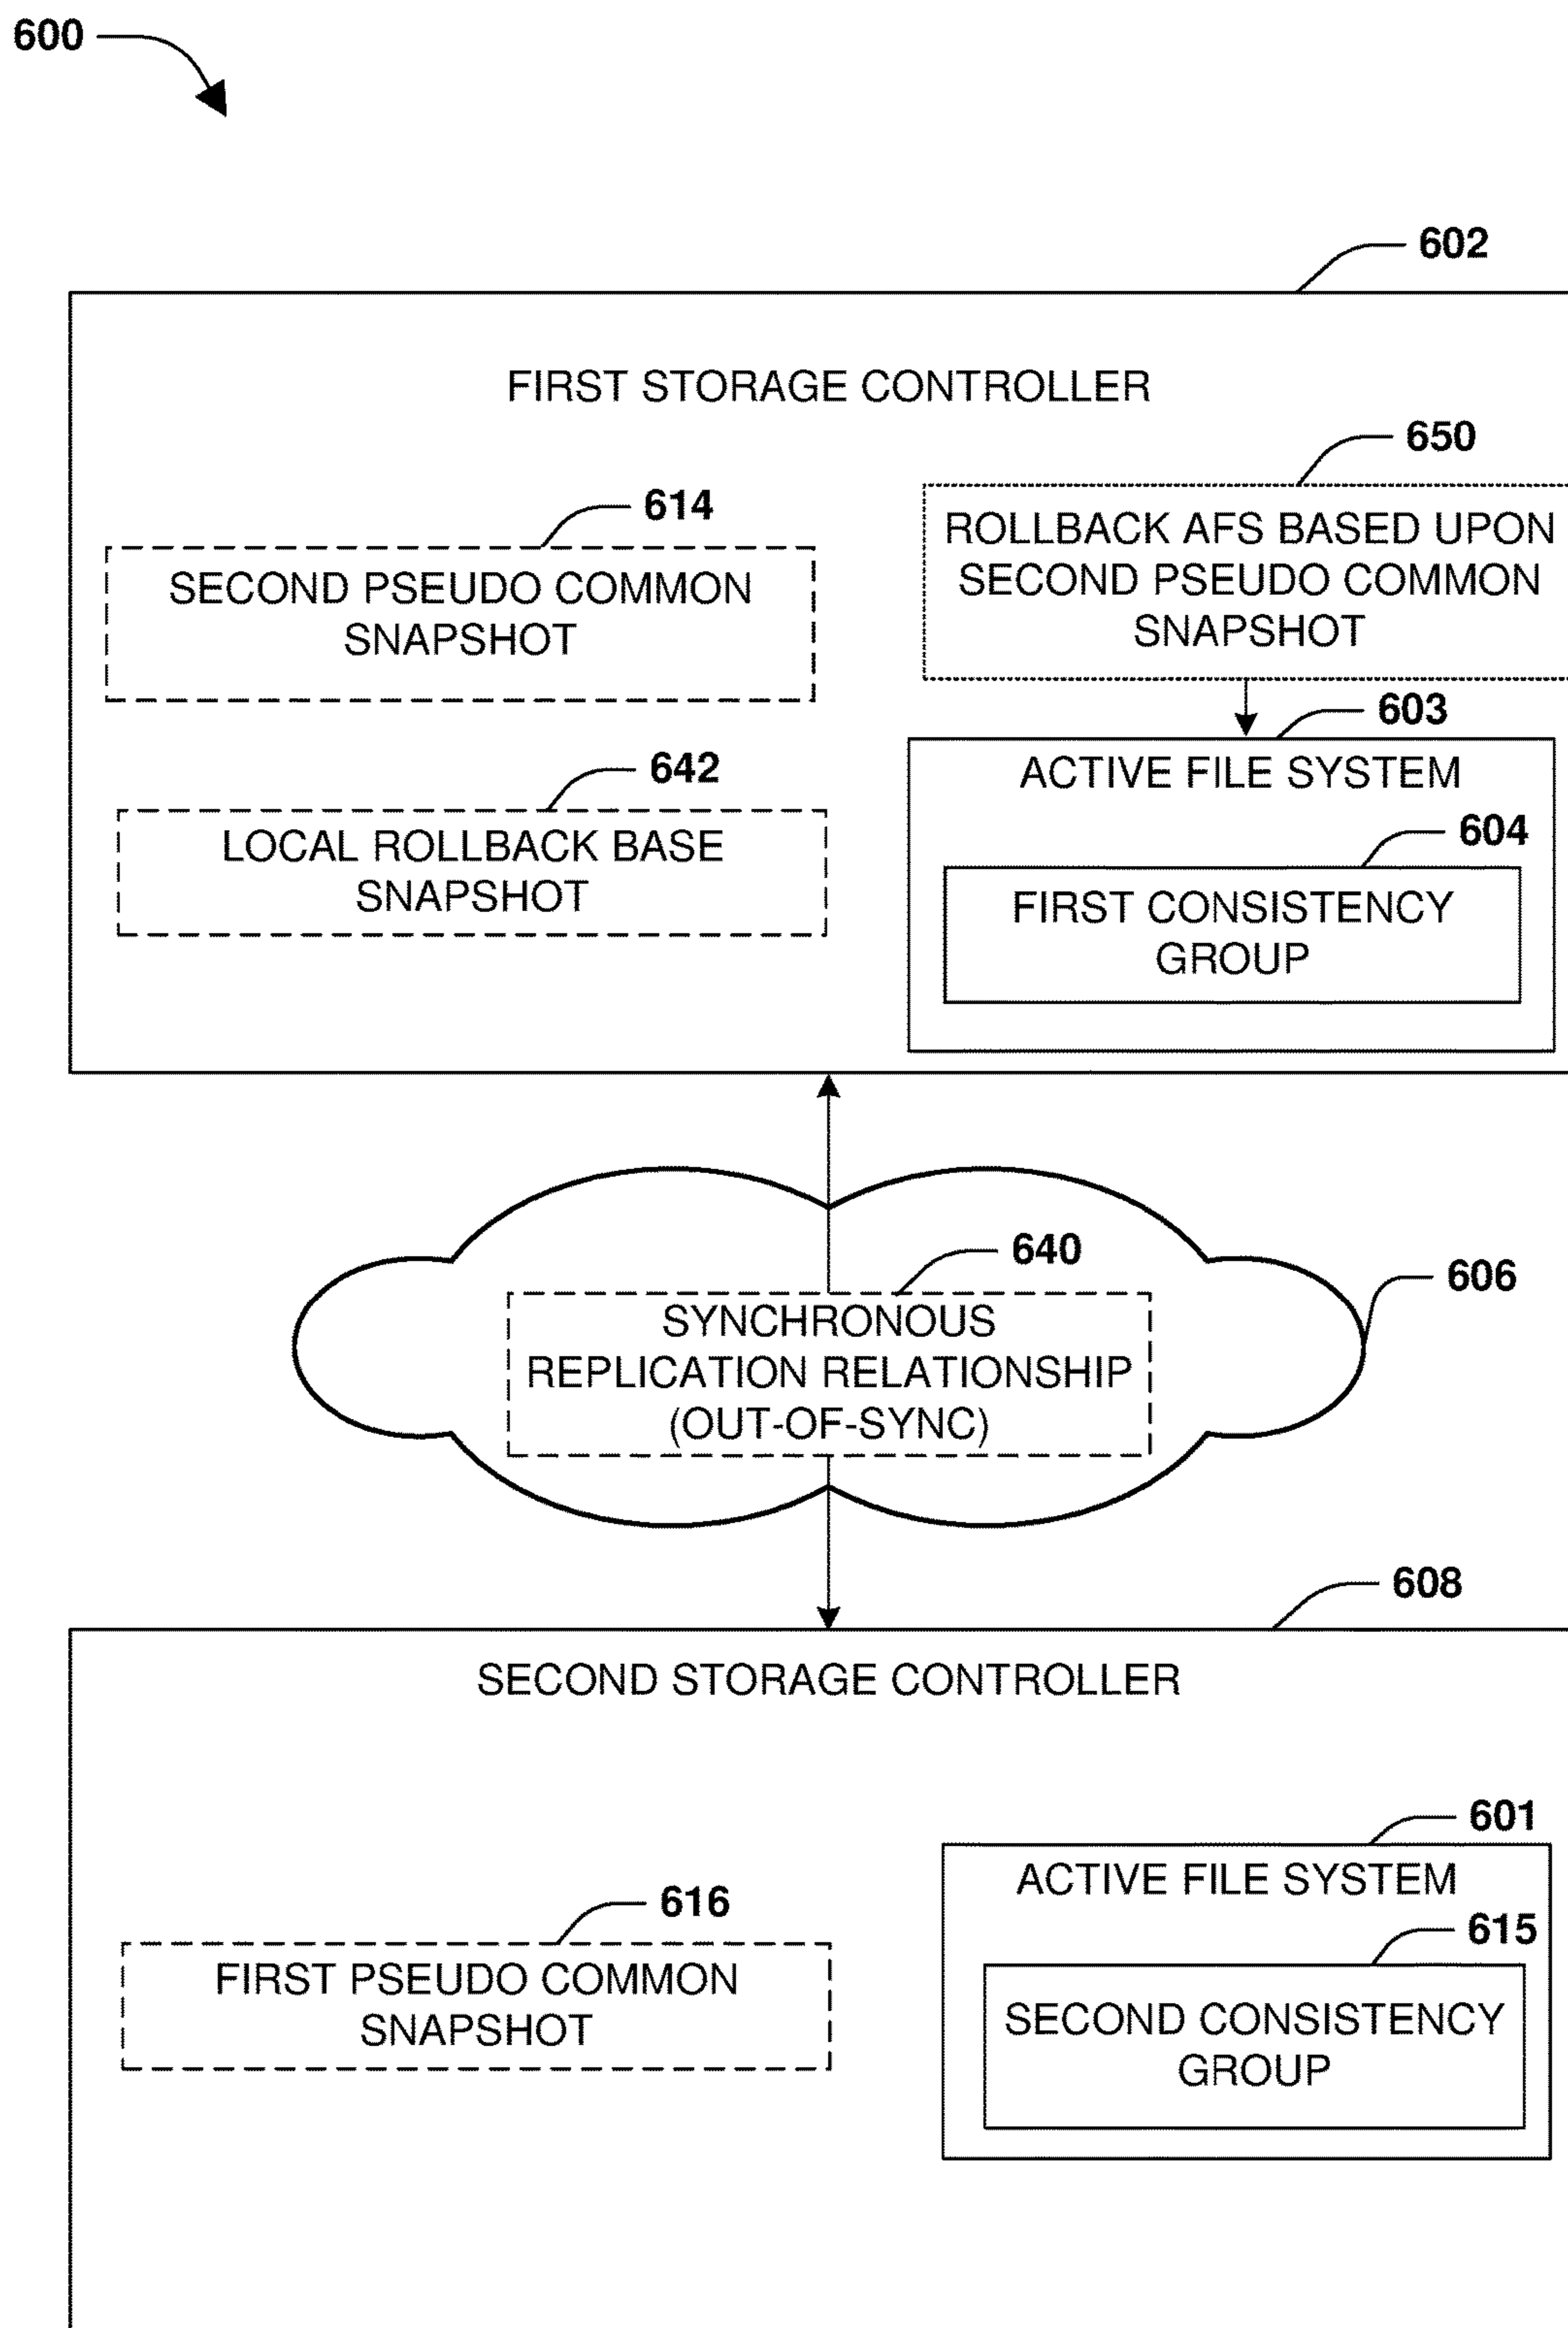 600
602
FIRST STORAGE CONTROLLER
650
614
ROLLBACK AFS BASED UPON
SECOND PSEUDO COMMON
SNAPSHOT
SECOND PSEUDO COMMON
SNAPSHOT
603
642
ACTIVE FILE SYSTEM
LOCAL ROLLBACK BASE
SNAPSHOT
604
FIRST CONSISTENCY
GROUP
640
606
SYNCHRONOUS
REPLICATION RELATIONSHIP
(OUT-OF-SYNC)
608
SECOND STORAGE CONTROLLER
601
ACTIVE FILE SYSTEM
616
FIRST PSEUDO COMMON
SNAPSHOT
615
SECOND CONSISTENCY
GROUP